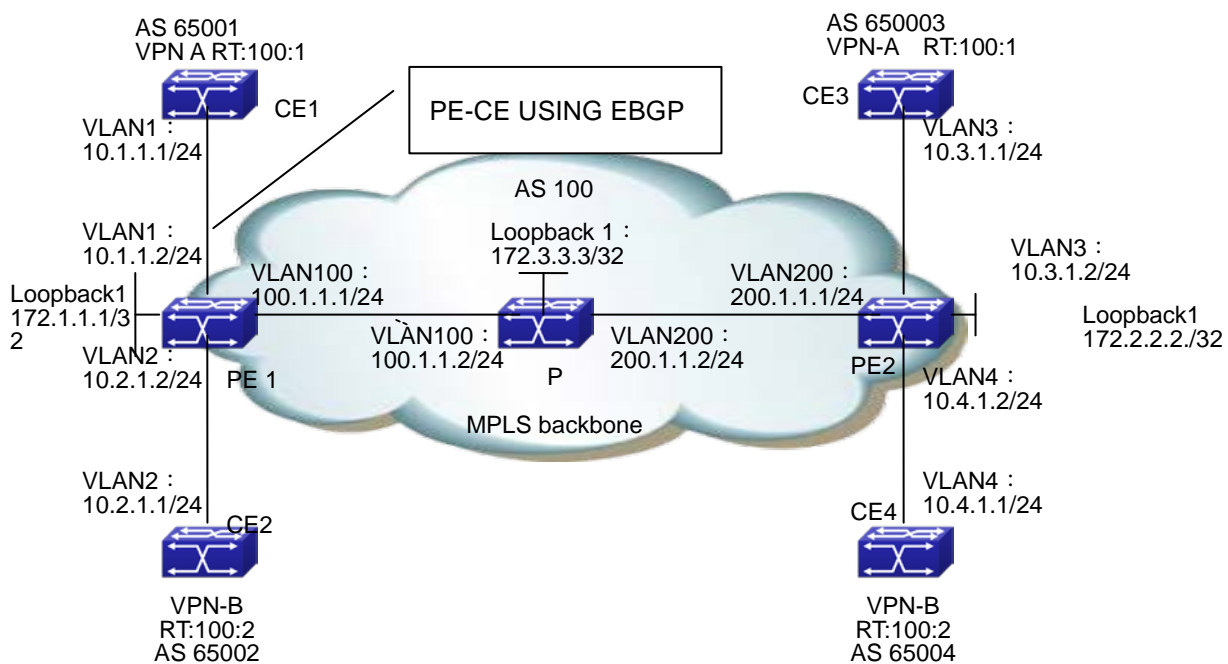 AS 65001
VPN A RT:100:1
CE1
VLAN1：
10.1.1.1/24
PE-CE USING EBGP
AS 650003
VPN-A RT:100:1
CE3
VLAN3：
10.3.1.1/24
AS 100
VLAN1：
10.1.1.2/24
Loopback 1：
172.3.3.3/32
VLAN3：
10.3.1.2/24
Loopback1
172.1.1.1/3
2
VLAN100：
100.1.1.1/24
VLAN200：
200.1.1.1/24
Loopback1
172.2.2.2./32
VLAN100：
100.1.1.2/24
VLAN200：
200.1.1.2/24
VLAN2：
10.2.1.2/24
PE 1
P
PE2
VLAN4：
10.4.1.2/24
MPLS backbone
VLAN2：
10.2.1.1/24
CE2
CE4
VLAN4：
10.4.1.1/24
VPN-B
RT:100:2
AS 65002
VPN-B
RT:100:2
AS 65004